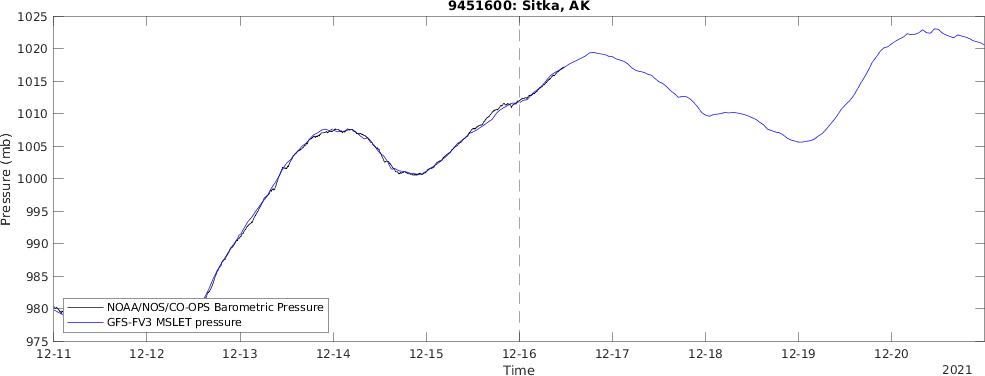 9451600: Sitka, AK
Pressure (mb)
1025
1020
1015
1010
1005
1000
995
990
985
980
975
NOAA/NOS/CO-OPS Barometric Pressure
GFS-FV3 MSLET pressure
12-11 12-12 12-13 12-14 12-15 12-16 12-17 12-18 12-19 12-20
Time
2021